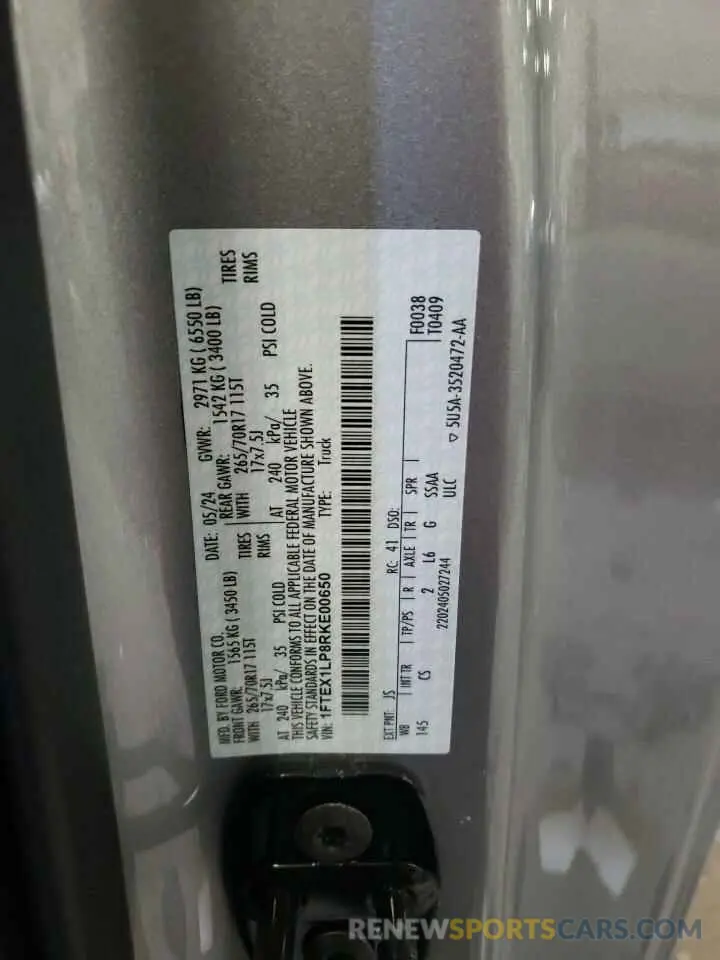 MFD. BY FORD MOTOR CO.
DATE: 05/24 GVWR: 2971 KG ( 6550 LB)
FRONT GAWR: 1565 KG ( 3450 LB) REAR GAWR: 1542 KG ( 3400 LB)
WITH 265/70R17 115T TIRES WITH 265/70R17 115T TIRES
17x7.5J RIMS 17x7.5J RIMS
AT 240 kPa/ 35 PSI COLD AT 240 kPa/ 35 PSI COLD
THIS VEHICLE CONFORMS TO ALL APPLICABLE FEDERAL MOTOR VEHICLE
SAFETY STANDARDS IN EFFECT ON THE DATE OF MANUFACTURE SHOWN ABOVE.
VIN: 1FTEX1LP8RKE00650 TYPE: Truck
EXT PNT: JS RC: 41 DSO: F0038
WB INT TR TP/PS R AXLE TR SPR T0409
145 CS 2 L6 G SSAA
2202405027244 ULC
▽ 5U5A-3520472-AA
RENEWSPORTSCARS.COM